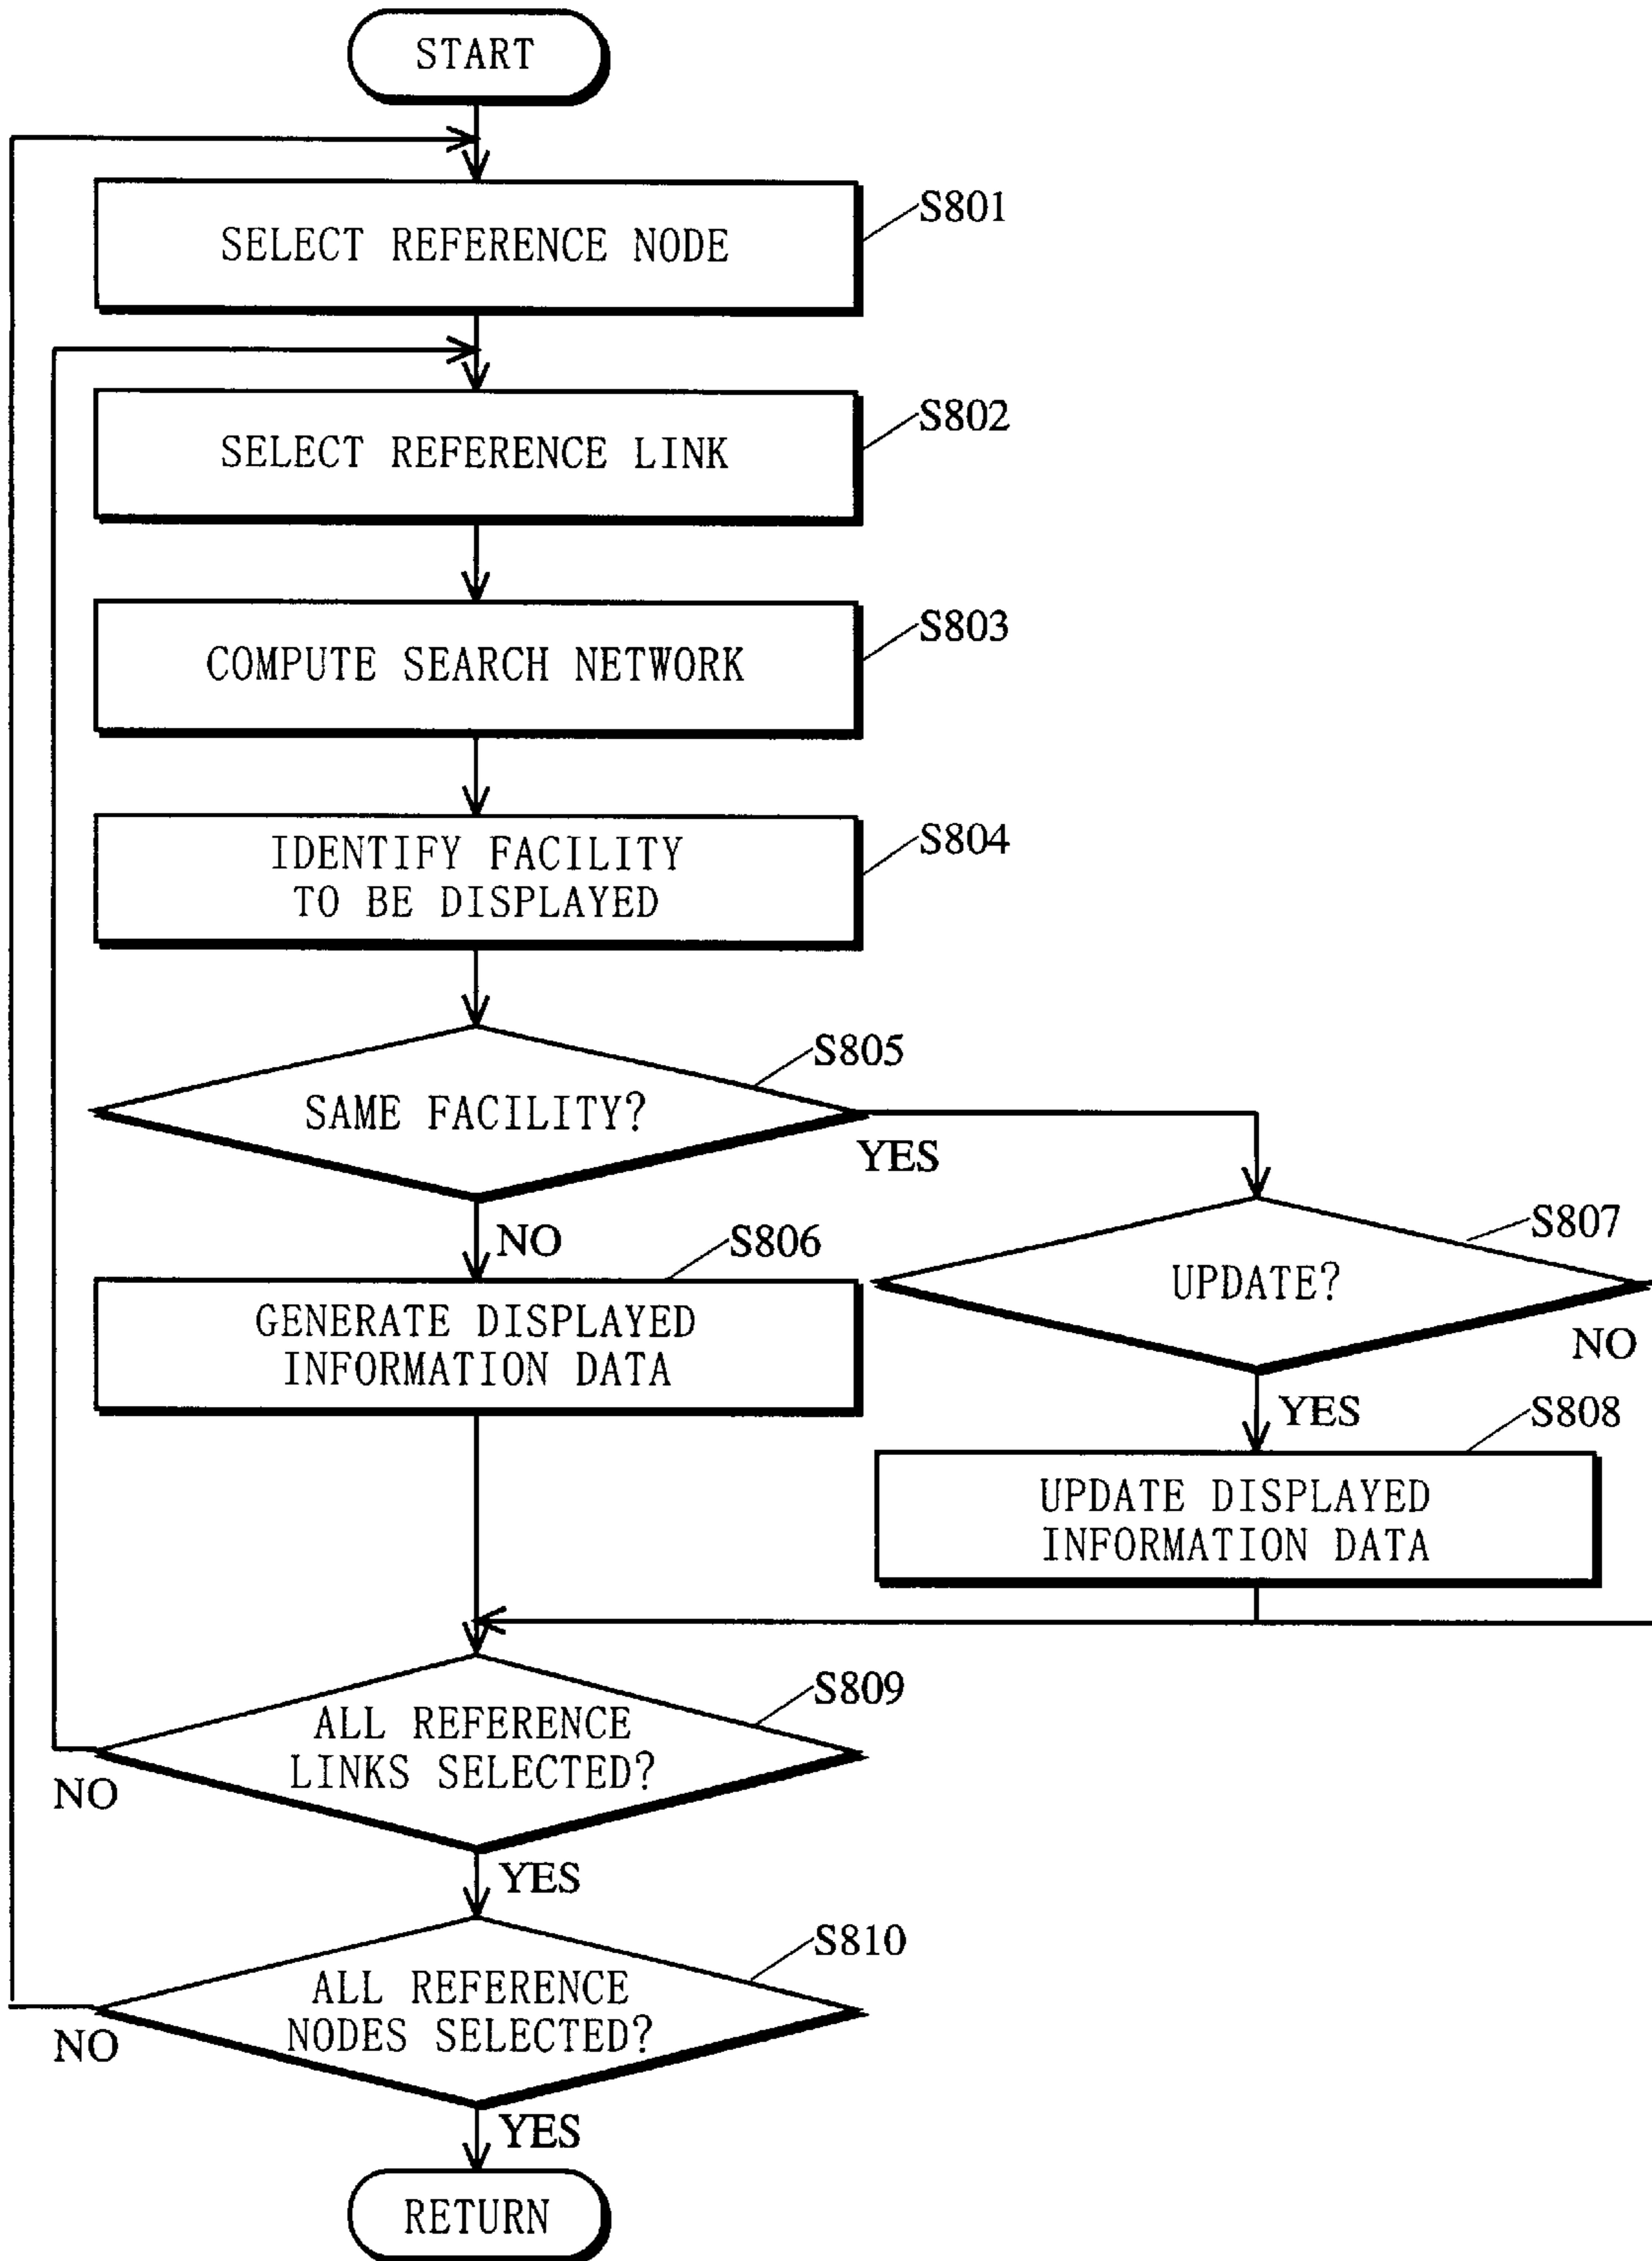 START
S801
SELECT REFERENCE NODE
S802
SELECT REFERENCE LINK
S803
COMPUTE SEARCH NETWORK
S804
IDENTIFY FACILITY
TO BE DISPLAYED
S805
SAME FACILITY?
YES
NO
S806
GENERATE DISPLAYED
INFORMATION DATA
S807
UPDATE?
NO
YES
S808
UPDATE DISPLAYED
INFORMATION DATA
S809
ALL REFERENCE
LINKS SELECTED?
NO
YES
S810
ALL REFERENCE
NODES SELECTED?
NO
YES
RETURN